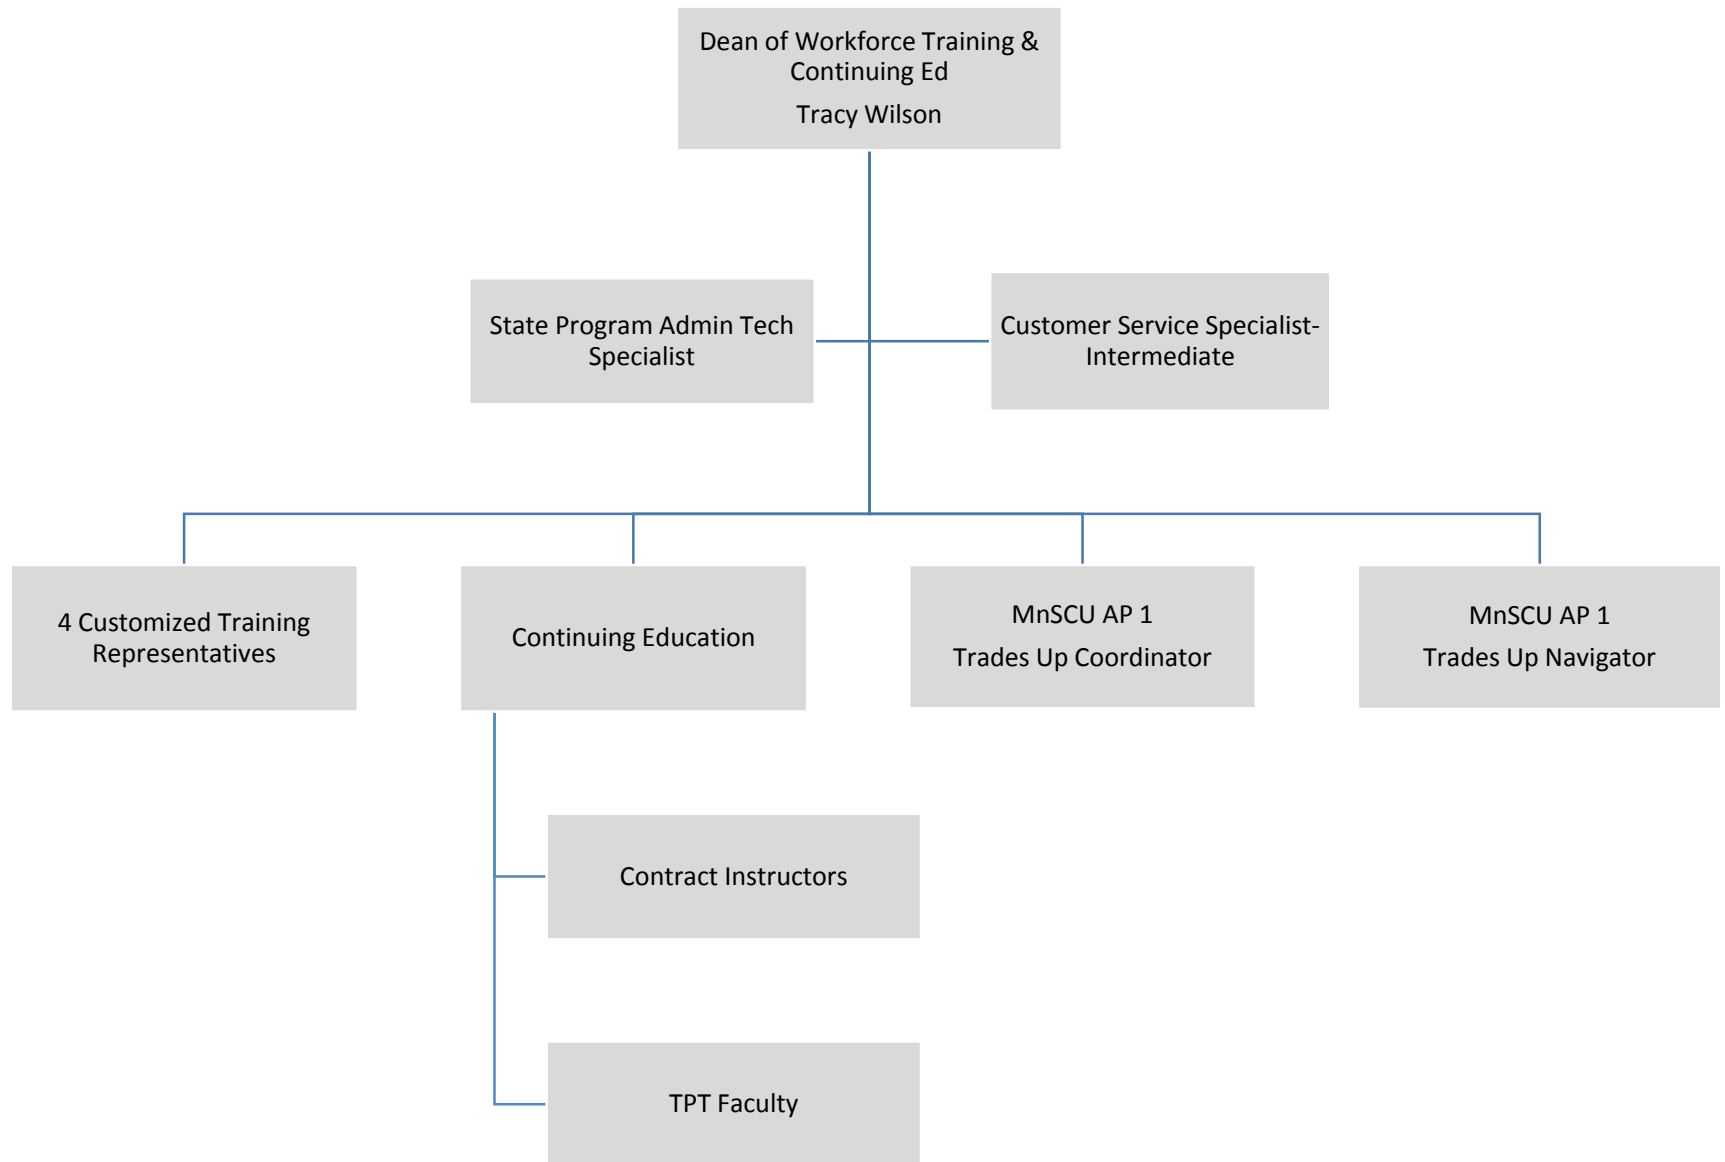 Dean of Workforce Training &
Continuing Ed
Tracy Wilson
State Program Admin Tech
Specialist
Customer Service Specialist-
Intermediate
4 Customized Training
Representatives
Continuing Education
MnSCU AP 1
Trades Up Coordinator
MnSCU AP 1
Trades Up Navigator
Contract Instructors
TPT Faculty